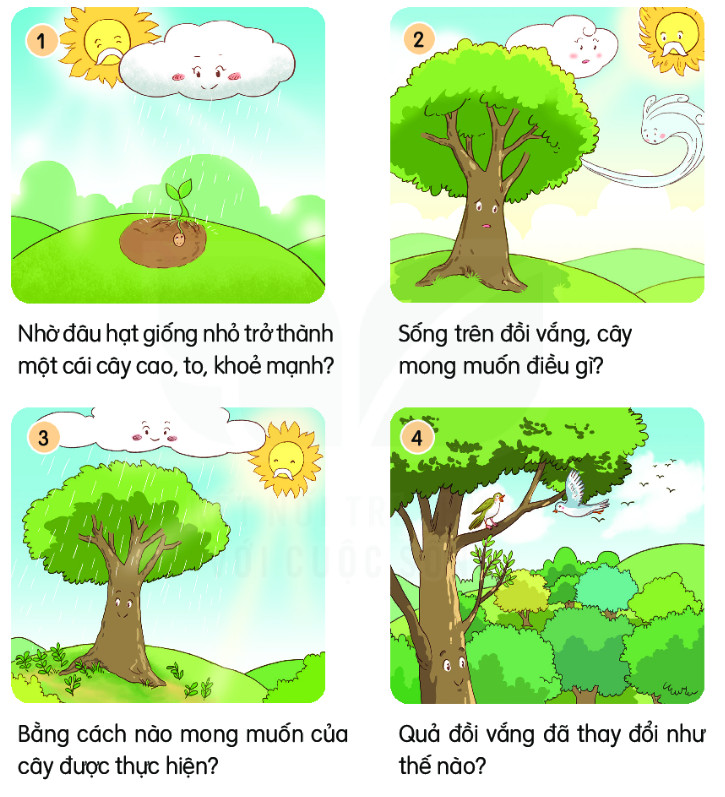 1
2
Nhờ đâu hạt giống nhỏ trở thành
một cái cây cao, to, khoẻ mạnh?
Sống trên đồi vắng, cây
mong muốn điều gì?
3
4
Bằng cách nào mong muốn của
cây được thực hiện?
Quả đồi vắng đã thay đổi như
thế nào?